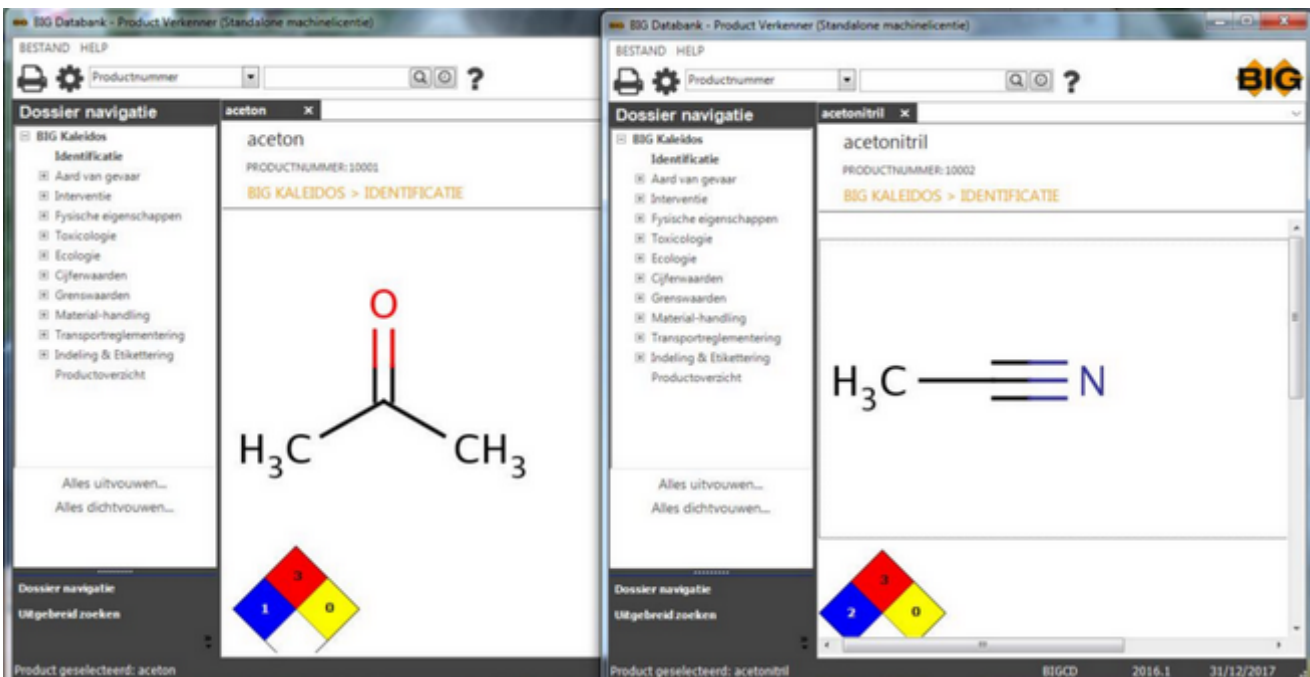 BIG Databank - Product Verkenner (Standalone machinelicentie)
BESTAND HELP
Productnummer
?
Dossier navigatie
BIG Kaleidos
Identificatie
Aard van gevaar
Interventie
Fysische eigenschappen
Toxicologie
Ecologie
Cijferwaarden
Grenswaarden
Material-handling
Transportreglementering
Indeling & Etikettering
Productoverzicht
Alles uitvouwen...
Alles dichtvouwen...
Dossier navigatie
Uitgebreid zoeken
aceton x
aceton
PRODUCTNUMMER: 10001
BIG KALEIDOS > IDENTIFICATIE
O
H3C CH3
3
1 0
Product geselecteerd: aceton
BIG Databank - Product Verkenner (Standalone machinelicentie)
BESTAND HELP
Productnummer
?
BIG
Dossier navigatie
BIG Kaleidos
Identificatie
Aard van gevaar
Interventie
Fysische eigenschappen
Toxicologie
Ecologie
Cijferwaarden
Grenswaarden
Material-handling
Transportreglementering
Indeling & Etikettering
Productoverzicht
Alles uitvouwen...
Alles dichtvouwen...
Dossier navigatie
Uitgebreid zoeken
acetonitril x
acetonitril
PRODUCTNUMMER: 10002
BIG KALEIDOS > IDENTIFICATIE
H3C N
3
2 0
Product geselecteerd: acetonitril BIGCD 2016.1 31/12/2017